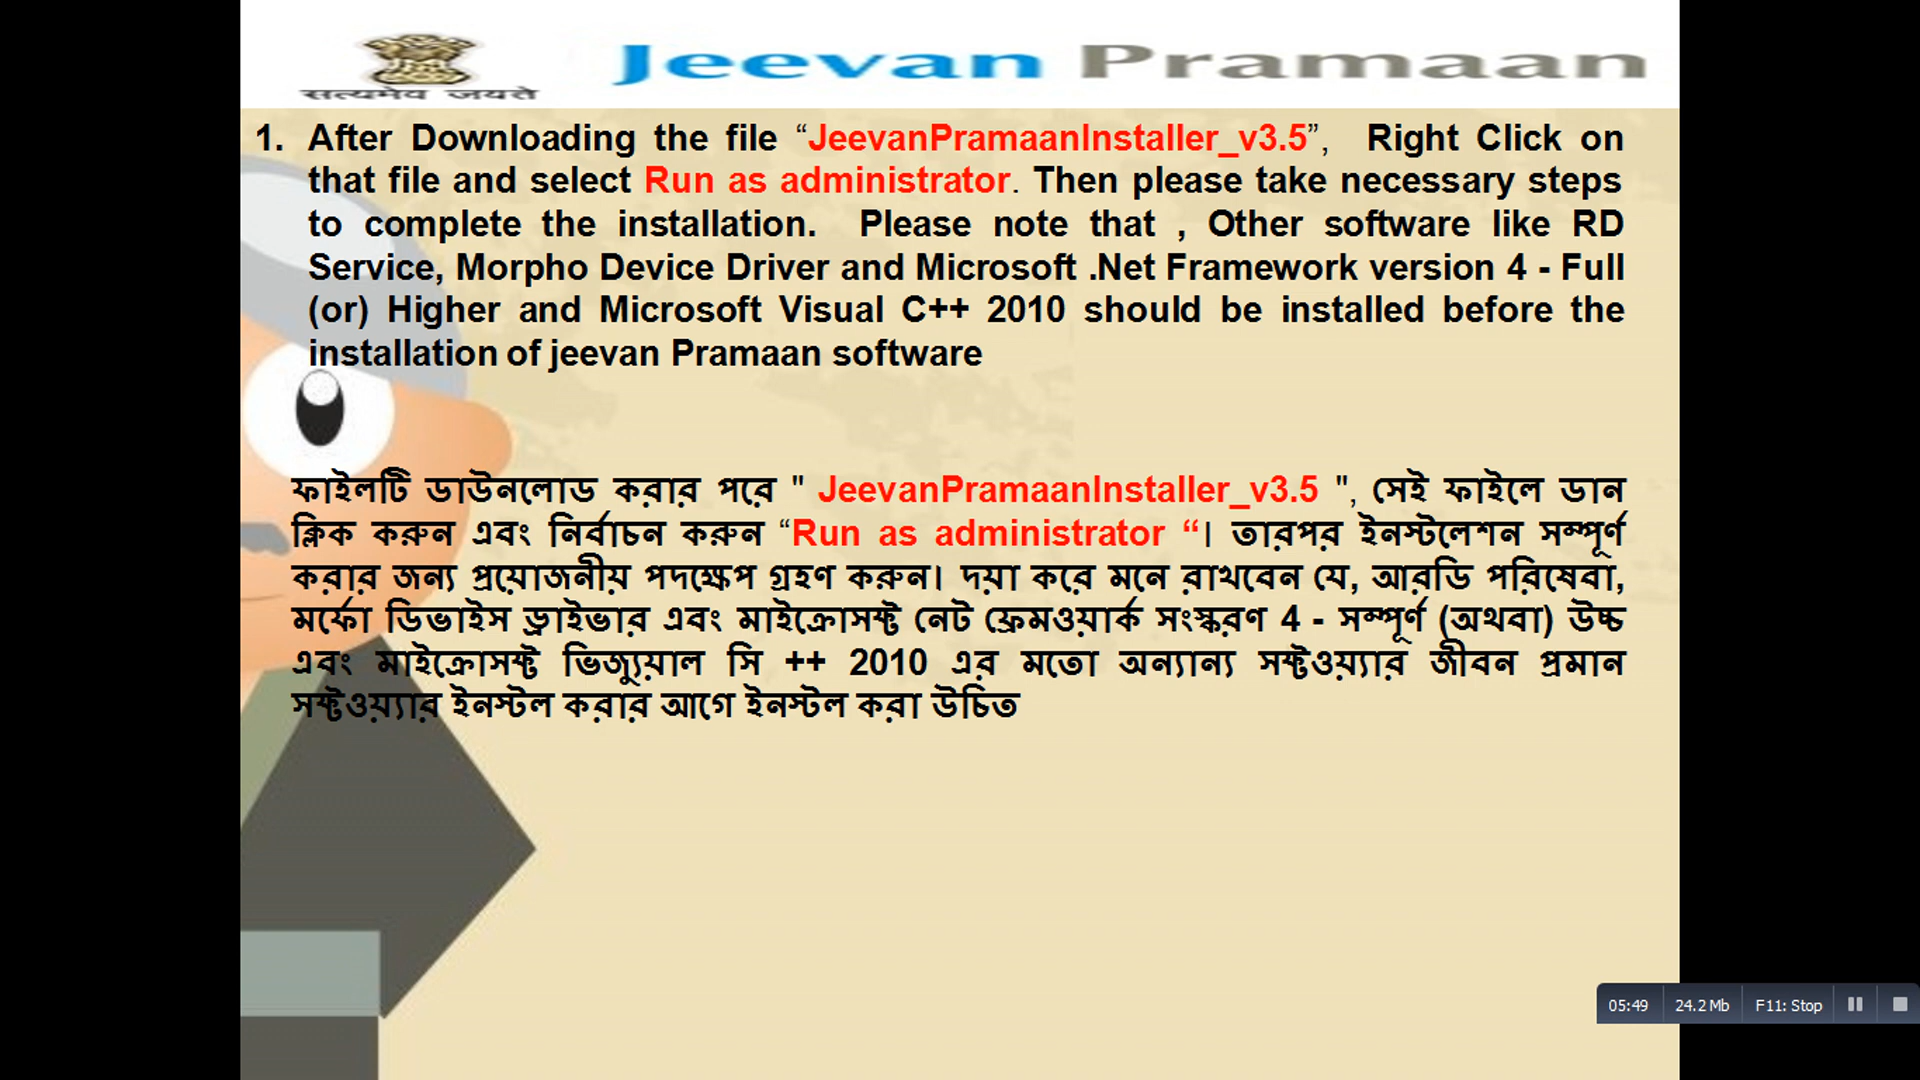 सत्यमेव जयते
Jeevan Pramaan
1. After Downloading the file “JeevanPramaanInstaller_v3.5”, Right Click on
that file and select Run as administrator. Then please take necessary steps
to complete the installation. Please note that , Other software like RD
Service, Morpho Device Driver and Microsoft .Net Framework version 4 - Full
(or) Higher and Microsoft Visual C++ 2010 should be installed before the
installation of jeevan Pramaan software
ফাইলটি ডাউনলোড করার পরে " JeevanPramaanInstaller_v3.5 ", সেই ফাইলে ডান
ক্লিক করুন এবং নির্বাচন করুন “Run as administrator “। তারপর ইনস্টলেশন সম্পূর্ণ
করার জন্য প্রয়োজনীয় পদক্ষেপ গ্রহণ করুন। দয়া করে মনে রাখবেন যে, আরডি পরিষেবা,
মর্ফো ডিভাইস ড্রাইভার এবং মাইক্রোসফ্ট নেট ফ্রেমওয়ার্ক সংস্করণ 4 - সম্পূর্ণ (অথবা) উচ্চ
এবং মাইক্রোসফ্ট ভিজ্যুয়াল সি ++ 2010 এর মতো অন্যান্য সফ্টওয়্যার জীবন প্রমান
সফ্টওয়্যার ইনস্টল করার আগে ইনস্টল করা উচিত
05:49 24.2 Mb F11: Stop